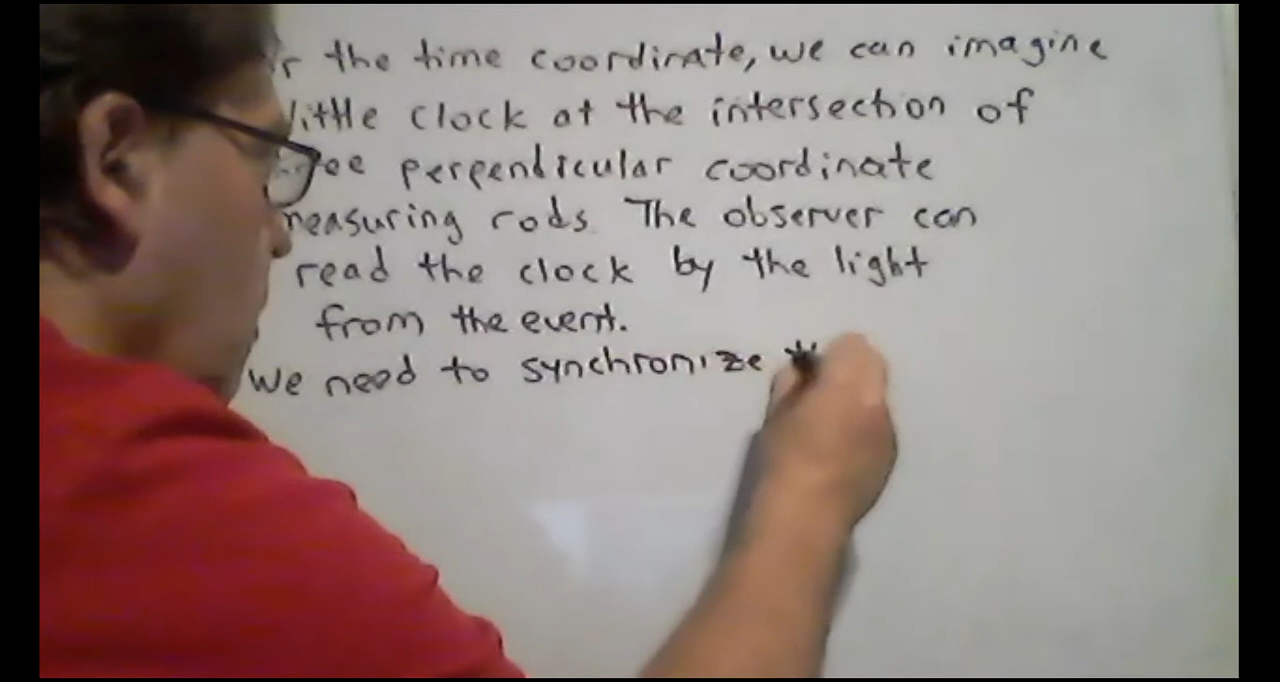 the time coordinate, we can imagine
little clock at the intersection of
perpendicular coordinate
measuring rods. The observer can
read the clock by the light
from the event.
We need to synchronize